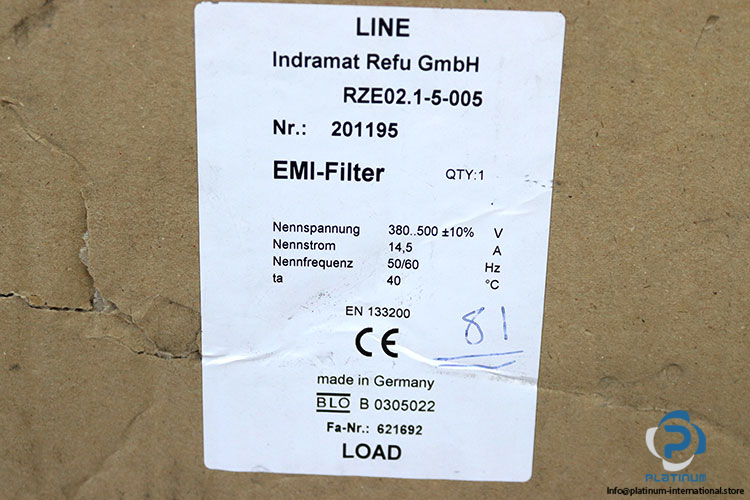 LINE
Indramat Refu GmbH
RZE02.1-5-005
Nr.: 201195
EMI-Filter QTY:1
Nennspannung 380..500 ±10% V
Nennstrom 14,5 A
Nennfrequenz 50/60 Hz
ta 40 °C
EN 133200
81
CE
made in Germany
BLO B 0305022
Fa-Nr.: 621692
LOAD
PLATINUM
Info@platinum-international.store